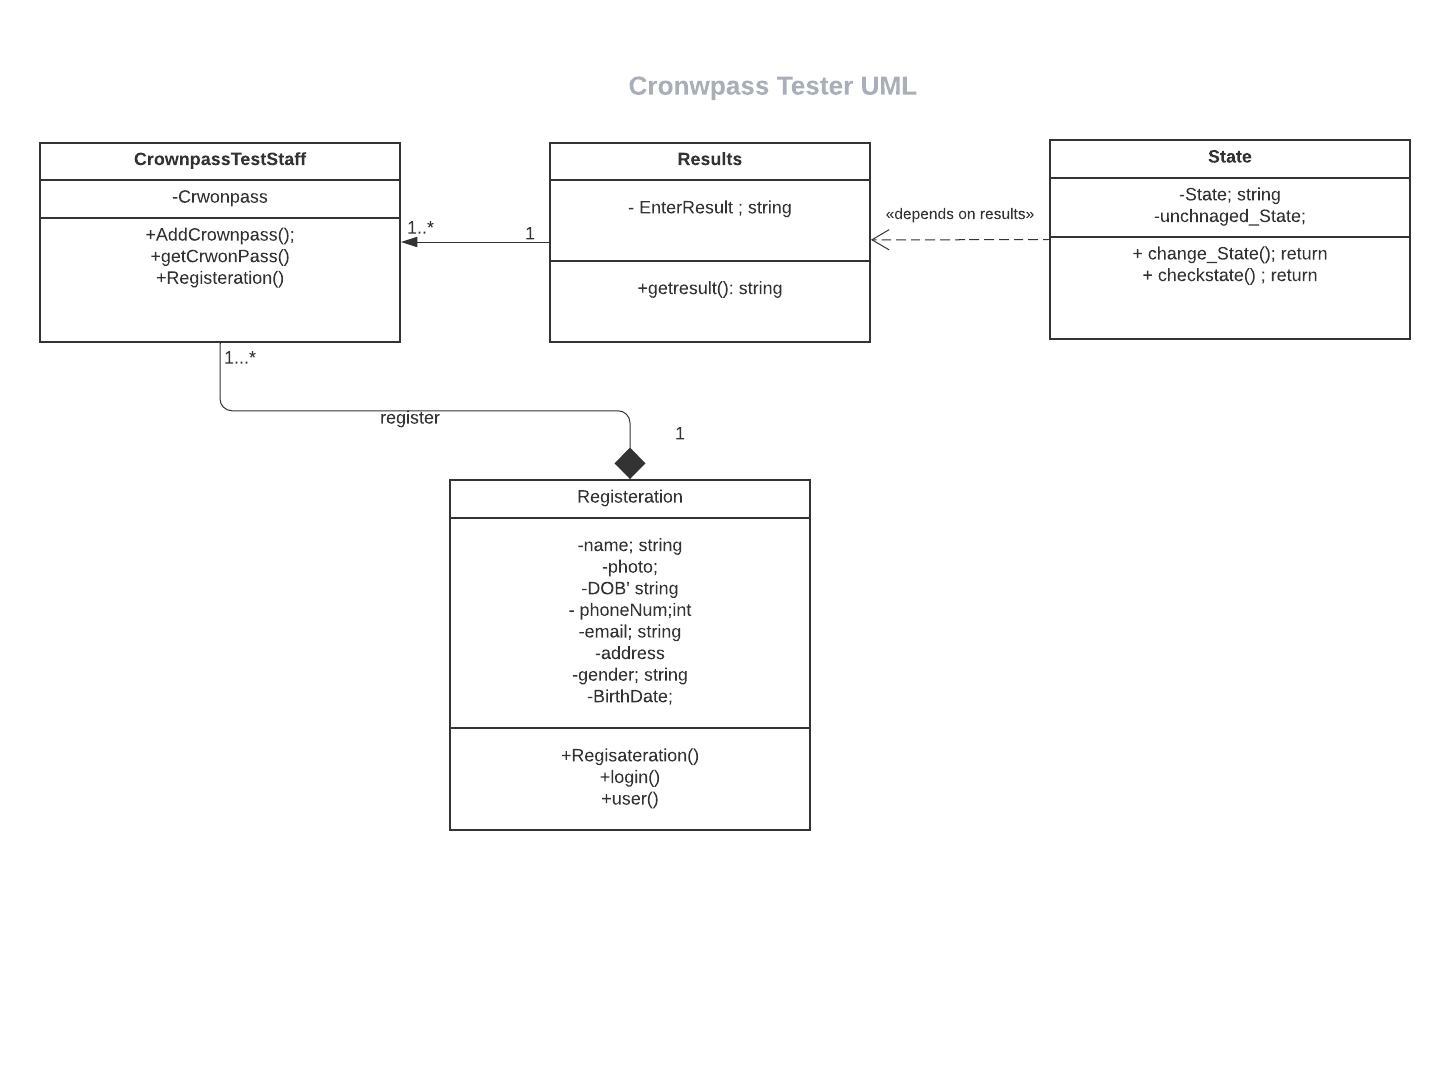 Cronwpass Tester UML
CrownpassTestStaff
-Crwonpass
+AddCrownpass();
+getCrwonPass()
+Registeration()
1..*
1
Results
- EnterResult ; string
+getresult(): string
«depends on results»
State
-State; string
-unchnaged_State;
+ change_State(); return
+ checkstate() ; return
1...*
register
1
Registeration
-name; string
-photo;
-DOB' string
- phoneNum;int
-email; string
-address
-gender; string
-BirthDate;
+Regisateration()
+login()
+user()